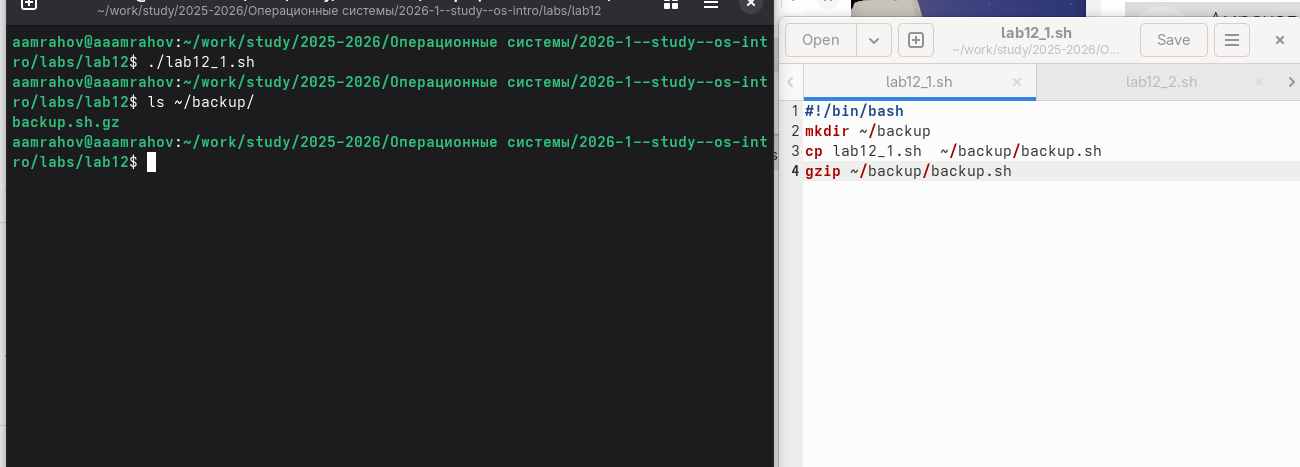 ~/work/study/2025-2026/Операционные системы/2026-1--study--os-intro/labs/lab12
aamrahov@aaamrahov:~/work/study/2025-2026/Операционные системы/2026-1--study--os-int
ro/labs/lab12$ ./lab12_1.sh
aamrahov@aaamrahov:~/work/study/2025-2026/Операционные системы/2026-1--study--os-int
ro/labs/lab12$ ls ~/backup/
backup.sh.gz
aamrahov@aaamrahov:~/work/study/2025-2026/Операционные системы/2026-1--study--os-int
ro/labs/lab12$
Open
lab12_1.sh
~/work/study/2025-2026/О...
Save
lab12_1.sh
lab12_2.sh
1 #!/bin/bash
2 mkdir ~/backup
3 cp lab12_1.sh  ~/backup/backup.sh
4 gzip ~/backup/backup.sh